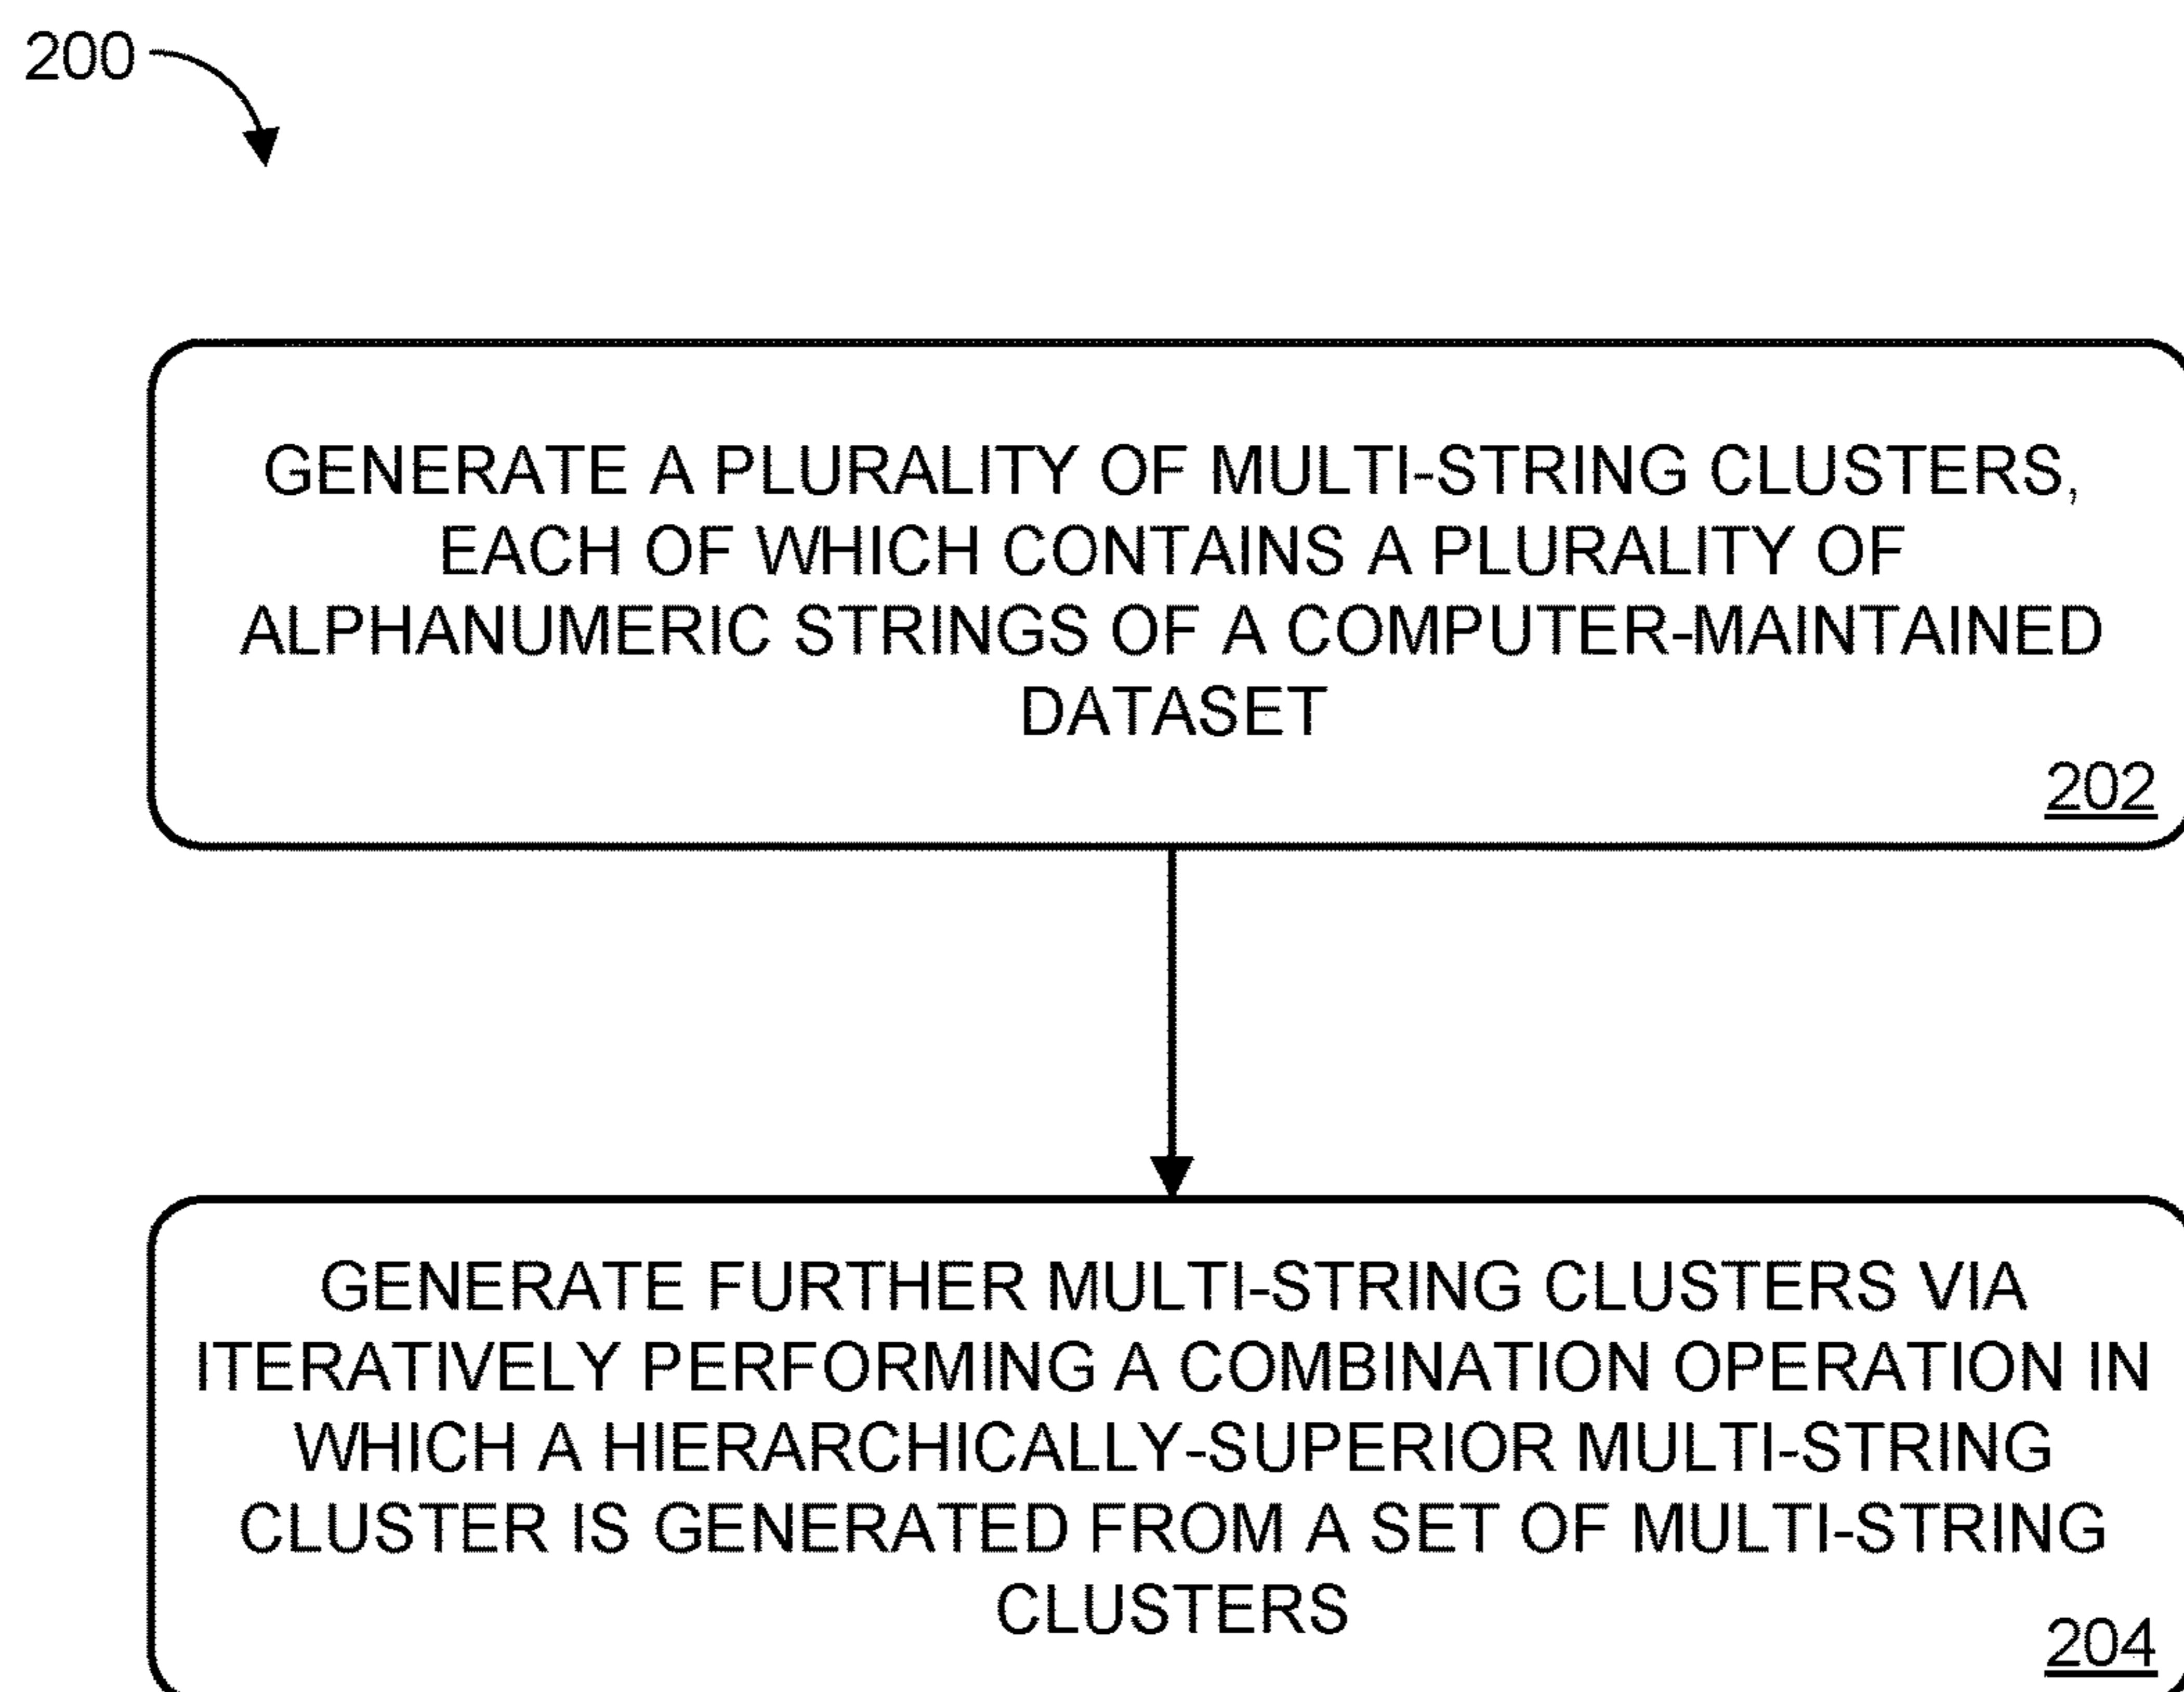 200
GENERATE A PLURALITY OF MULTI-STRING CLUSTERS,
EACH OF WHICH CONTAINS A PLURALITY OF
ALPHANUMERIC STRINGS OF A COMPUTER-MAINTAINED
DATASET
202
GENERATE FURTHER MULTI-STRING CLUSTERS VIA
ITERATIVELY PERFORMING A COMBINATION OPERATION IN
WHICH A HIERARCHICALLY-SUPERIOR MULTI-STRING
CLUSTER IS GENERATED FROM A SET OF MULTI-STRING
CLUSTERS
204